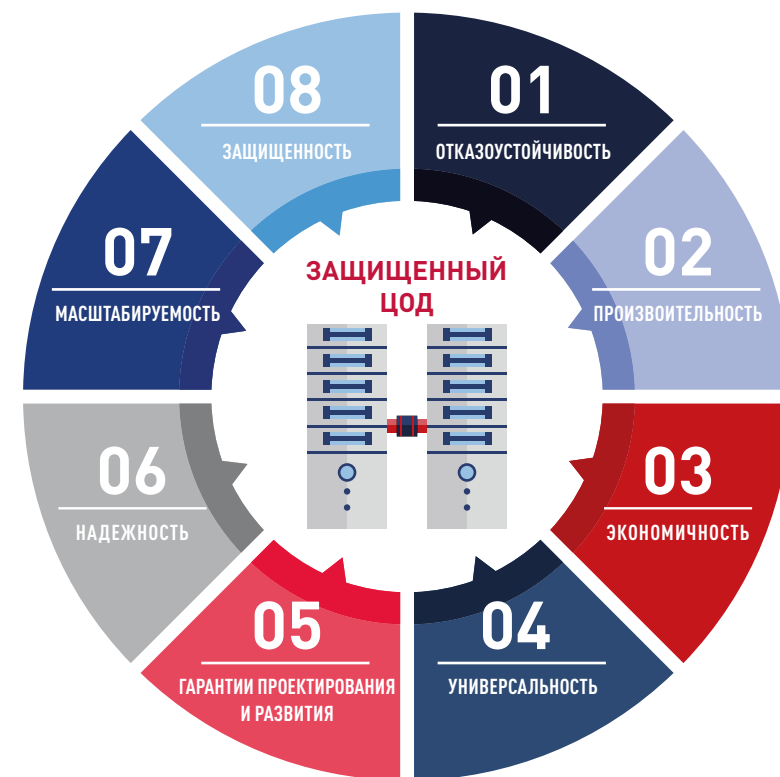 ЗАЩИЩЕННЫЙ
ЦОД
01
ОТКАЗОУСТОЙЧИВОСТЬ
02
ПРОИЗВОИТЕЛЬНОСТЬ
03
ЭКОНОМИЧНОСТЬ
04
УНИВЕРСАЛЬНОСТЬ
05
ГАРАНТИИ ПРОЕКТИРОВАНИЯ
И РАЗВИТИЯ
06
НАДЕЖНОСТЬ
07
МАСШТАБИРУЕМОСТЬ
08
ЗАЩИЩЕННОСТЬ